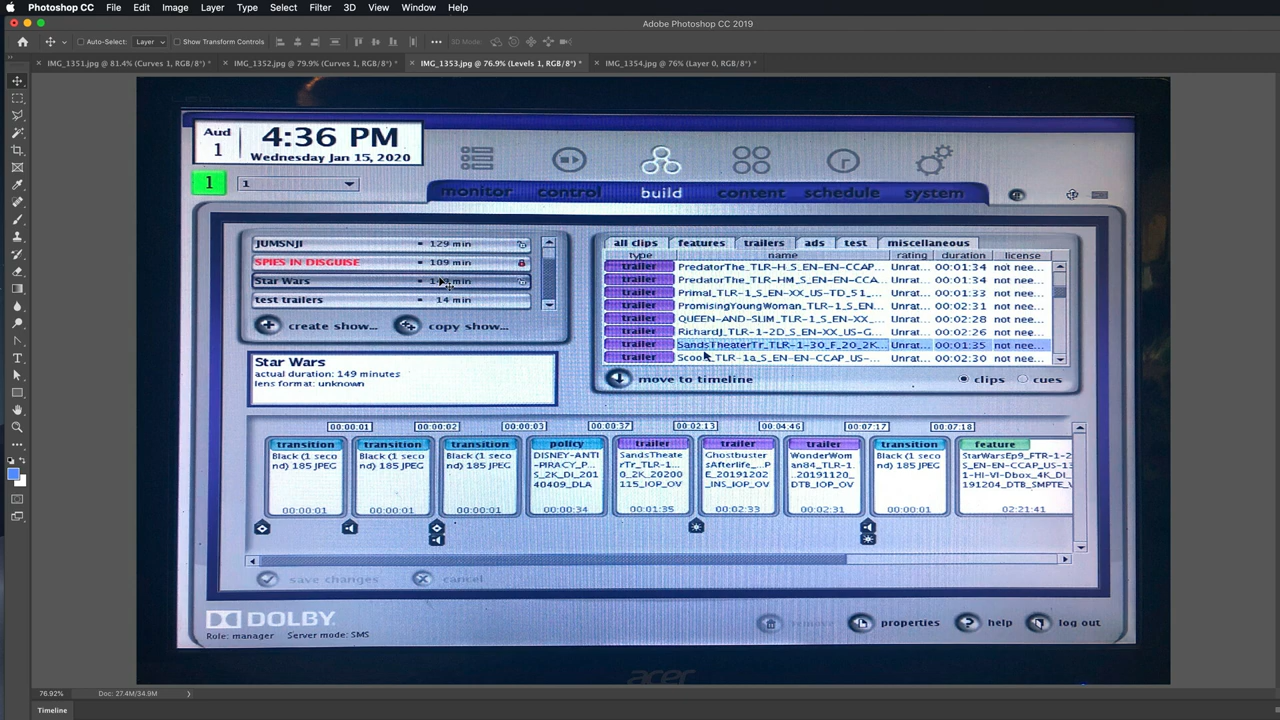 Photoshop CC File Edit Image Layer Type Select Filter 3D View Window Help
Adobe Photoshop CC 2019
Auto-Select: Layer Show Transform Controls 3D Mode:
IMG_1351.jpg @ 81.4% (Curves 1, RGB/8*) * IMG_1352.jpg @ 79.9% (Curves 1, RGB/8*) * IMG_1353.jpg @ 76.9% (Levels 1, RGB/8*) * IMG_1354.jpg @ 76% (Layer 0, RGB/8*) *
Aud
1
4:36 PM
Wednesday Jan 15, 2020
1 1
monitor control build content schedule system
JUMSNJI 129 min
SPIES IN DISGUISE 109 min
Star Wars
test trailers 14 min
create show... copy show...
Star Wars
actual duration: 149 minutes
lens format: unknown
all clips features trailers ads test miscellaneous
type name rating duration license
trailer PredatorThe_TLR-H_S_EN-EN-CCAP... Unrat... 00:01:34 not nee...
trailer PredatorThe_TLR-HM_S_EN-EN-CCA... Unrat... 00:01:34 not nee...
trailer Primal_TLR-1_S_EN-XX_US-TD_51_... Unrat... 00:01:33 not nee...
trailer PromisingYoungWoman_TLR-1_S_EN... Unrat... 00:02:31 not nee...
trailer QUEEN-AND-SLIM_TLR-1_S_EN-XX_... Unrat... 00:02:28 not nee...
trailer RichardJ_TLR-1-2D_S_EN-XX_US-G... Unrat... 00:02:26 not nee...
trailer SandsTheaterTr_TLR-1-30_F_20_2K... Unrat... 00:01:35 not nee...
trailer Scoob_TLR-1a_S_EN-EN-CCAP_US-... Unrat... 00:02:30 not nee...
move to timeline clips cues
00:00:01 00:00:02 00:00:03 00:00:37 00:02:13 00:04:46 00:07:17 00:07:18
transition transition transition policy trailer trailer trailer transition feature
Black (1 seco Black (1 seco Black (1 seco DISNEY-ANTI SandsTheate Ghostbuster WonderWom Black (1 seco StarWarsEp9_FTR-1-2
nd) 185 JPEG nd) 185 JPEG nd) 185 JPEG -PIRACY_P... rTr_TLR-1... sAfterlife_...P an84_TLR-1. nd) 185 JPEG S_EN-EN-CCAP_US-13
_S_2K_DI_201 0_2K_20200 E_20191202 .._20191120_ 1-HI-VI-Dbox_4K_DI_
40409_DLA 115_IOP_OV _INS_IOP_OV DTB_IOP_OV 191204_DTB_SMPTE_V
00:00:01 00:00:01 00:00:01 00:00:34 00:01:35 00:02:33 00:02:31 00:00:01 02:21:41
save changes cancel
DOLBY
Role: manager Server mode: SMS
remove properties help log out
acer
76.92% Doc: 27.4M/34.9M
Timeline